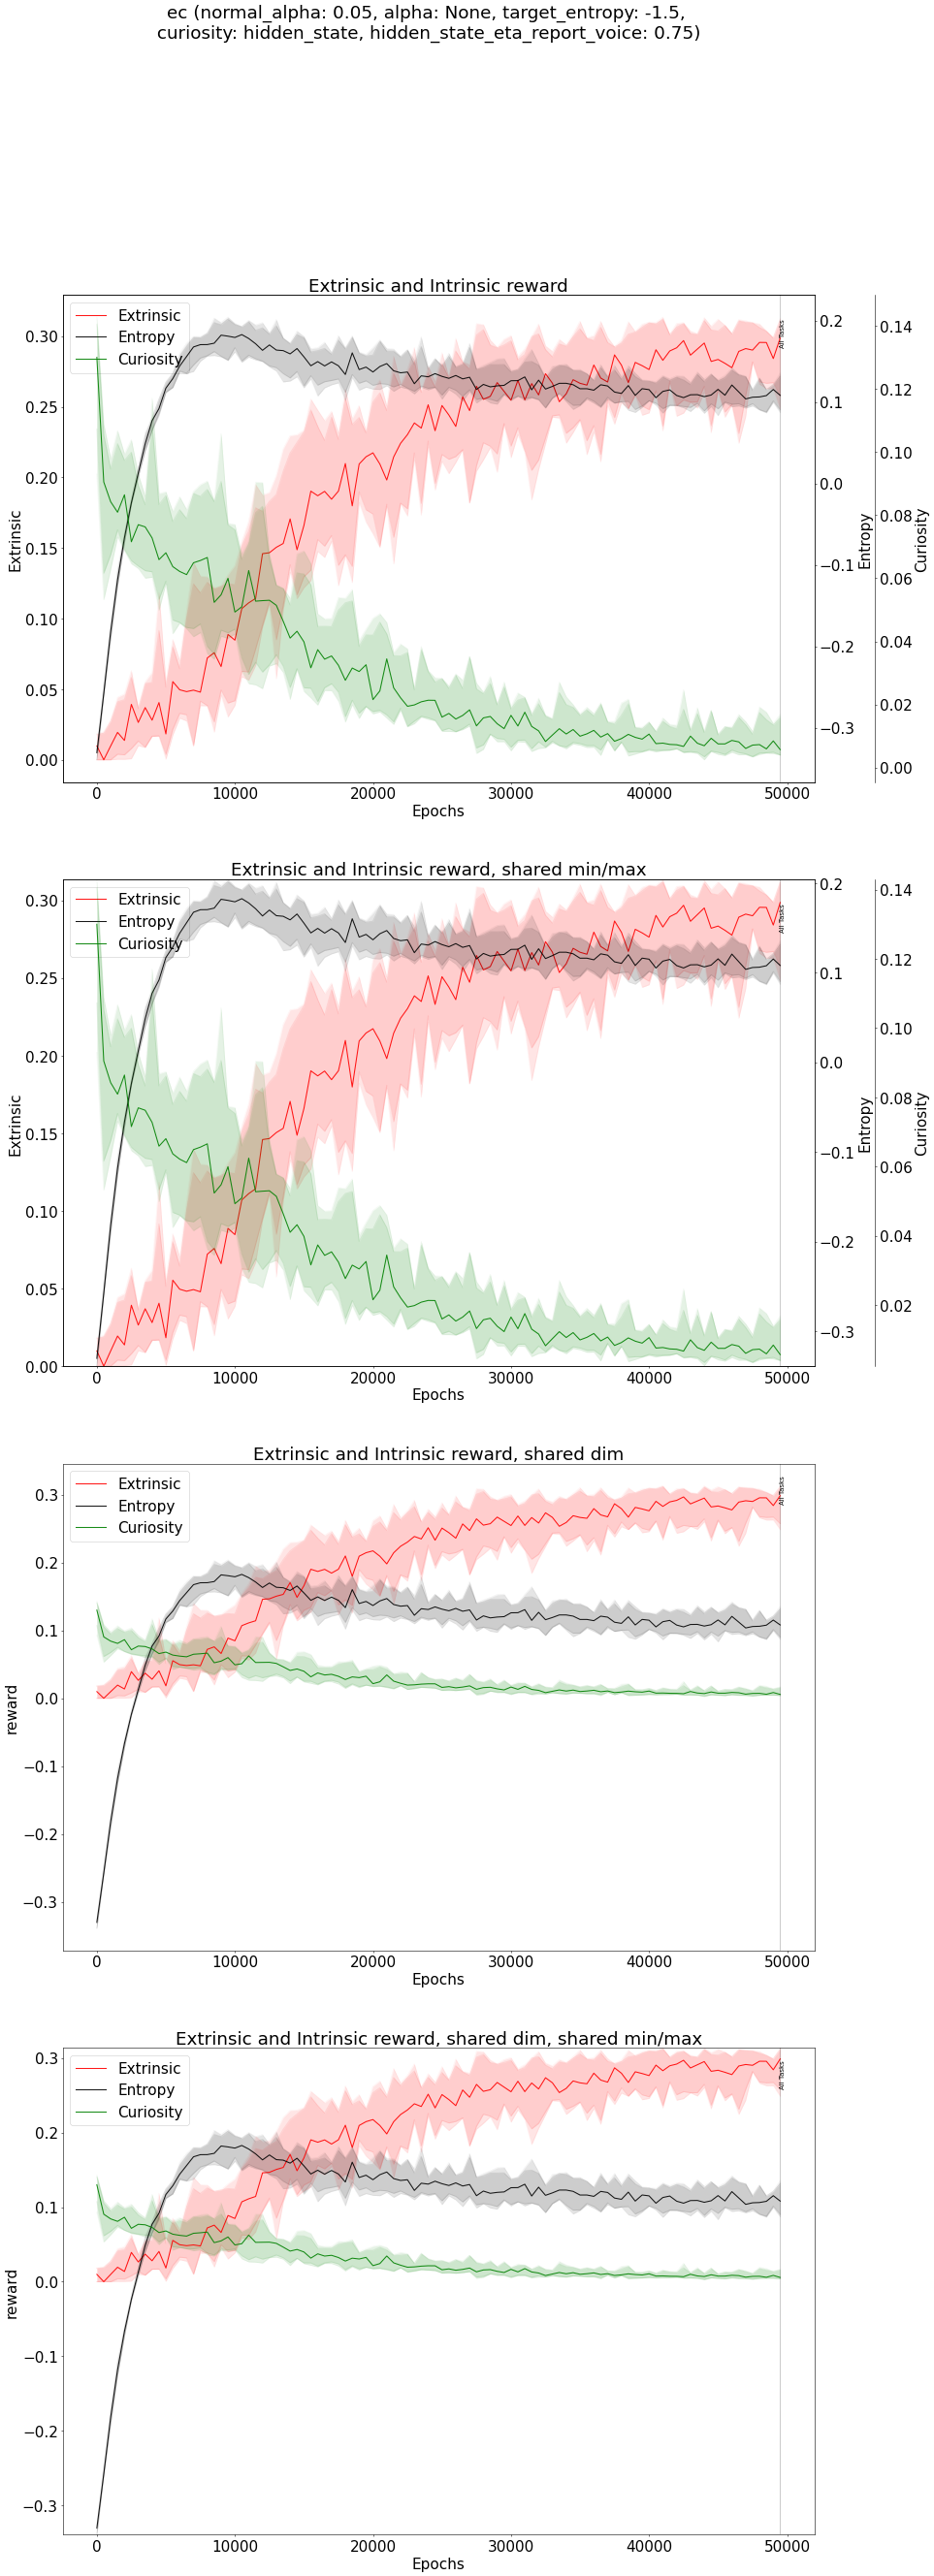 ec (normal_alpha: 0.05, alpha: None, target_entropy: -1.5,
curiosity: hidden_state, hidden_state_eta_report_voice: 0.75)
Extrinsic and Intrinsic reward
Extrinsic
Entropy
Curiosity
All Tasks
0.30
0.25
0.20
0.15
0.10
0.05
0.00
Extrinsic
0.2
0.1
0.0
−0.1
−0.2
−0.3
Entropy
0.14
0.12
0.10
0.08
0.06
0.04
0.02
0.00
Curiosity
0 10000 20000 30000 40000 50000
Epochs
Extrinsic and Intrinsic reward, shared min/max
Extrinsic
Entropy
Curiosity
All Tasks
0.30
0.25
0.20
0.15
0.10
0.05
0.00
Extrinsic
0.2
0.1
0.0
−0.1
−0.2
−0.3
Entropy
0.14
0.12
0.10
0.08
0.06
0.04
0.02
Curiosity
0 10000 20000 30000 40000 50000
Epochs
Extrinsic and Intrinsic reward, shared dim
Extrinsic
Entropy
Curiosity
All Tasks
0.3
0.2
0.1
0.0
−0.1
−0.2
−0.3
reward
0 10000 20000 30000 40000 50000
Epochs
Extrinsic and Intrinsic reward, shared dim, shared min/max
Extrinsic
Entropy
Curiosity
All Tasks
0.3
0.2
0.1
0.0
−0.1
−0.2
−0.3
reward
0 10000 20000 30000 40000 50000
Epochs